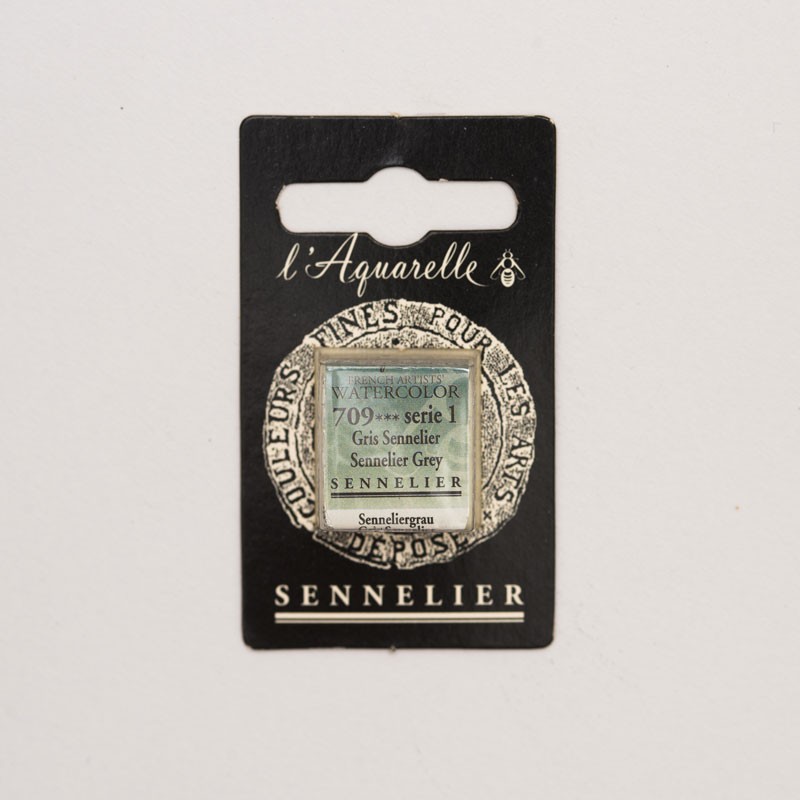 l'Aquarelle
COULEURS FINES POUR LES ARTS
DÉPOSÉ
FRENCH ARTISTS'
WATERCOLOR
709*** serie 1
Gris Sennelier
Sennelier Grey
SENNELIER
Senneliergrau
SENNELIER